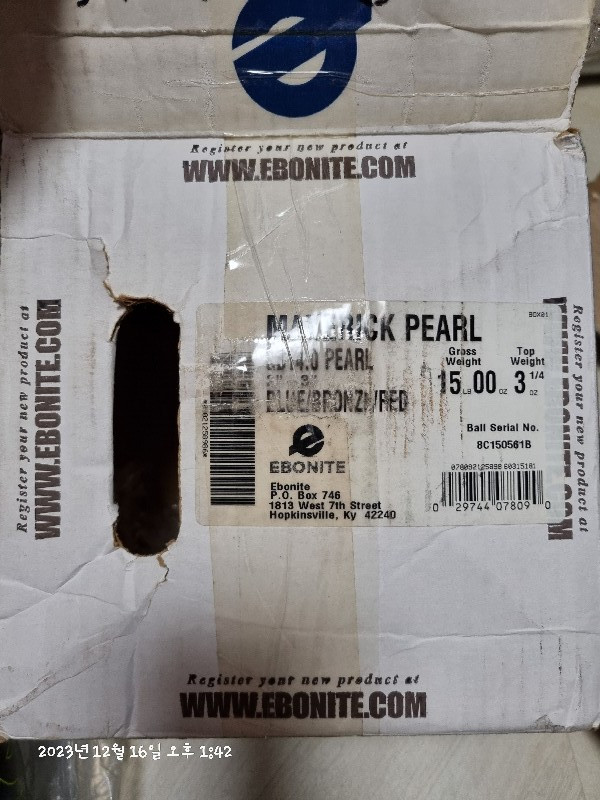 Register your new product at
WWW.EBONITE.COM
Register your new product at
WWW.EBONITE.COM
BOX01
MAVERICK PEARL
PEARL
BLUE/BRONZE/RED
Gross
Weight
Top
Weight
15 LB 00 OZ 3 1/4 OZ
Ball Serial No.
8C150561B
EBONITE
Ebonite
P.O. Box 746
1813 West 7th Street
Hopkinsville, Ky 42240
0 29744 07809 0
Register your new product at
WWW.EBONITE.COM
Register your new product at
WWW.EBONITE.COM
2023년 12월 16일 오후 1:42